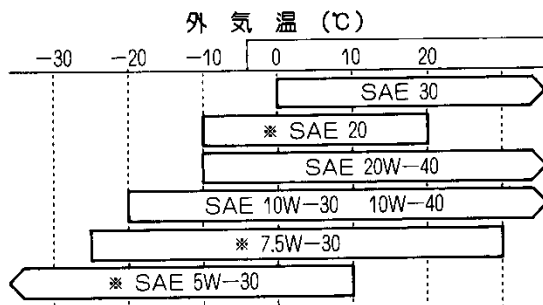 外気温 (℃)
−30 −20 −10 0 10 20
SAE 30
※ SAE 20
SAE 20W−40
SAE 10W−30 10W−40
※ 7.5W−30
※ SAE 5W−30